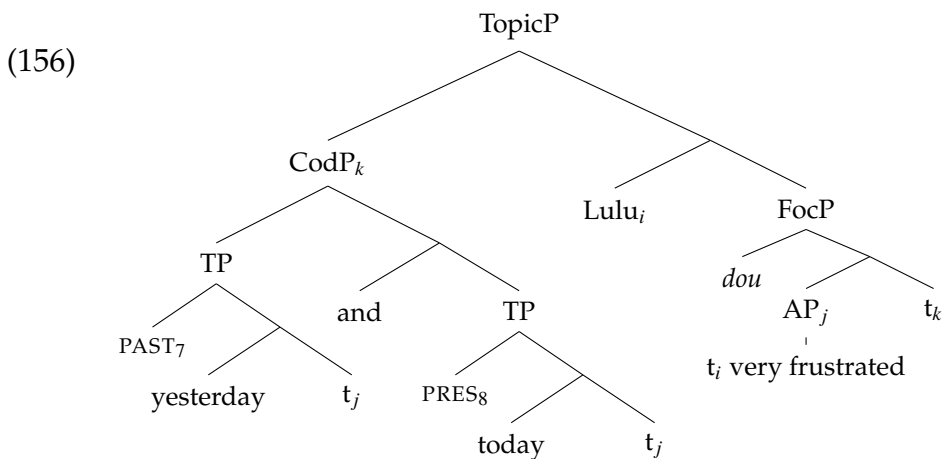 TopicP
(156)
CodP_k
Lulu_i
FocP
TP
and
TP
dou
AP_j
t_k
PAST_7
PRES_8
t_i very frustrated
yesterday
t_j
today
t_j